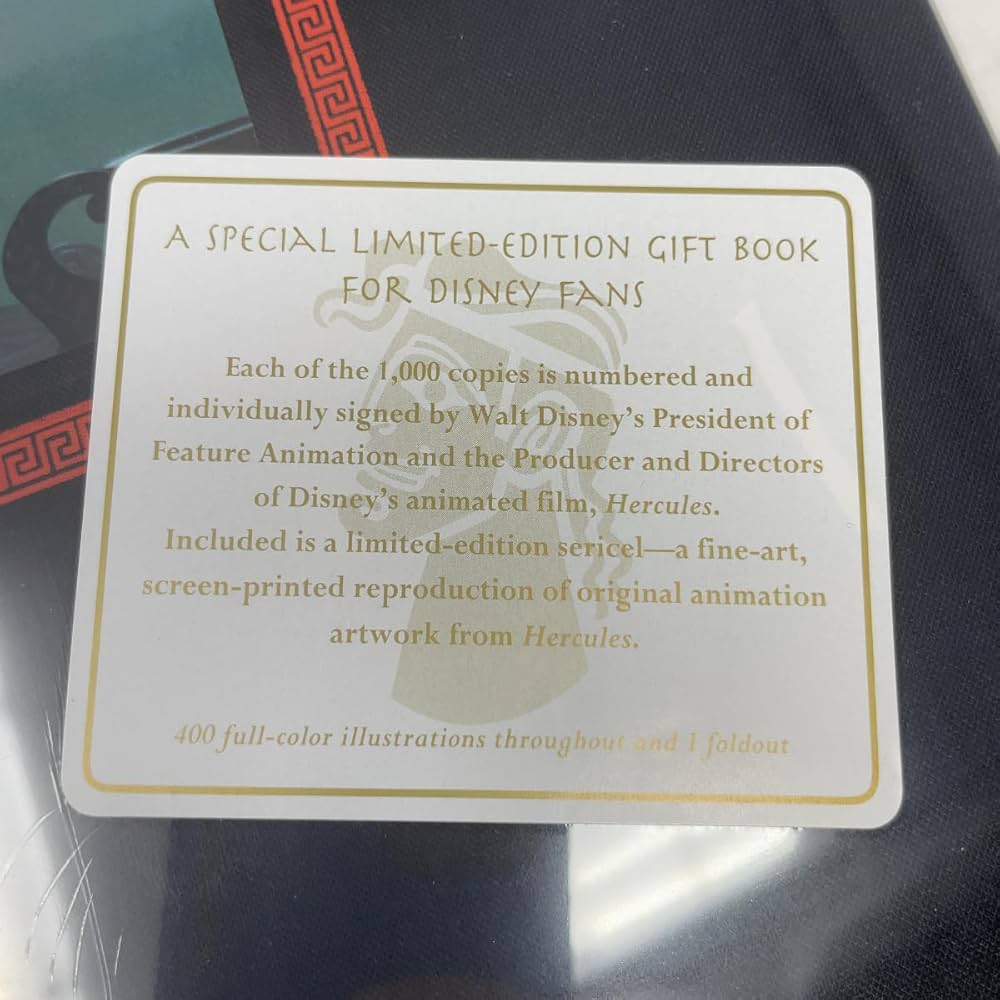 A SPECIAL LIMITED-EDITION GIFT BOOK
FOR DISNEY FANS
Each of the 1,000 copies is numbered and
individually signed by Walt Disney's President of
Feature Animation and the Producer and Directors
of Disney's animated film, Hercules.
Included is a limited-edition sericel—a fine-art,
screen-printed reproduction of original animation
artwork from Hercules.
400 full-color illustrations throughout and 1 foldout